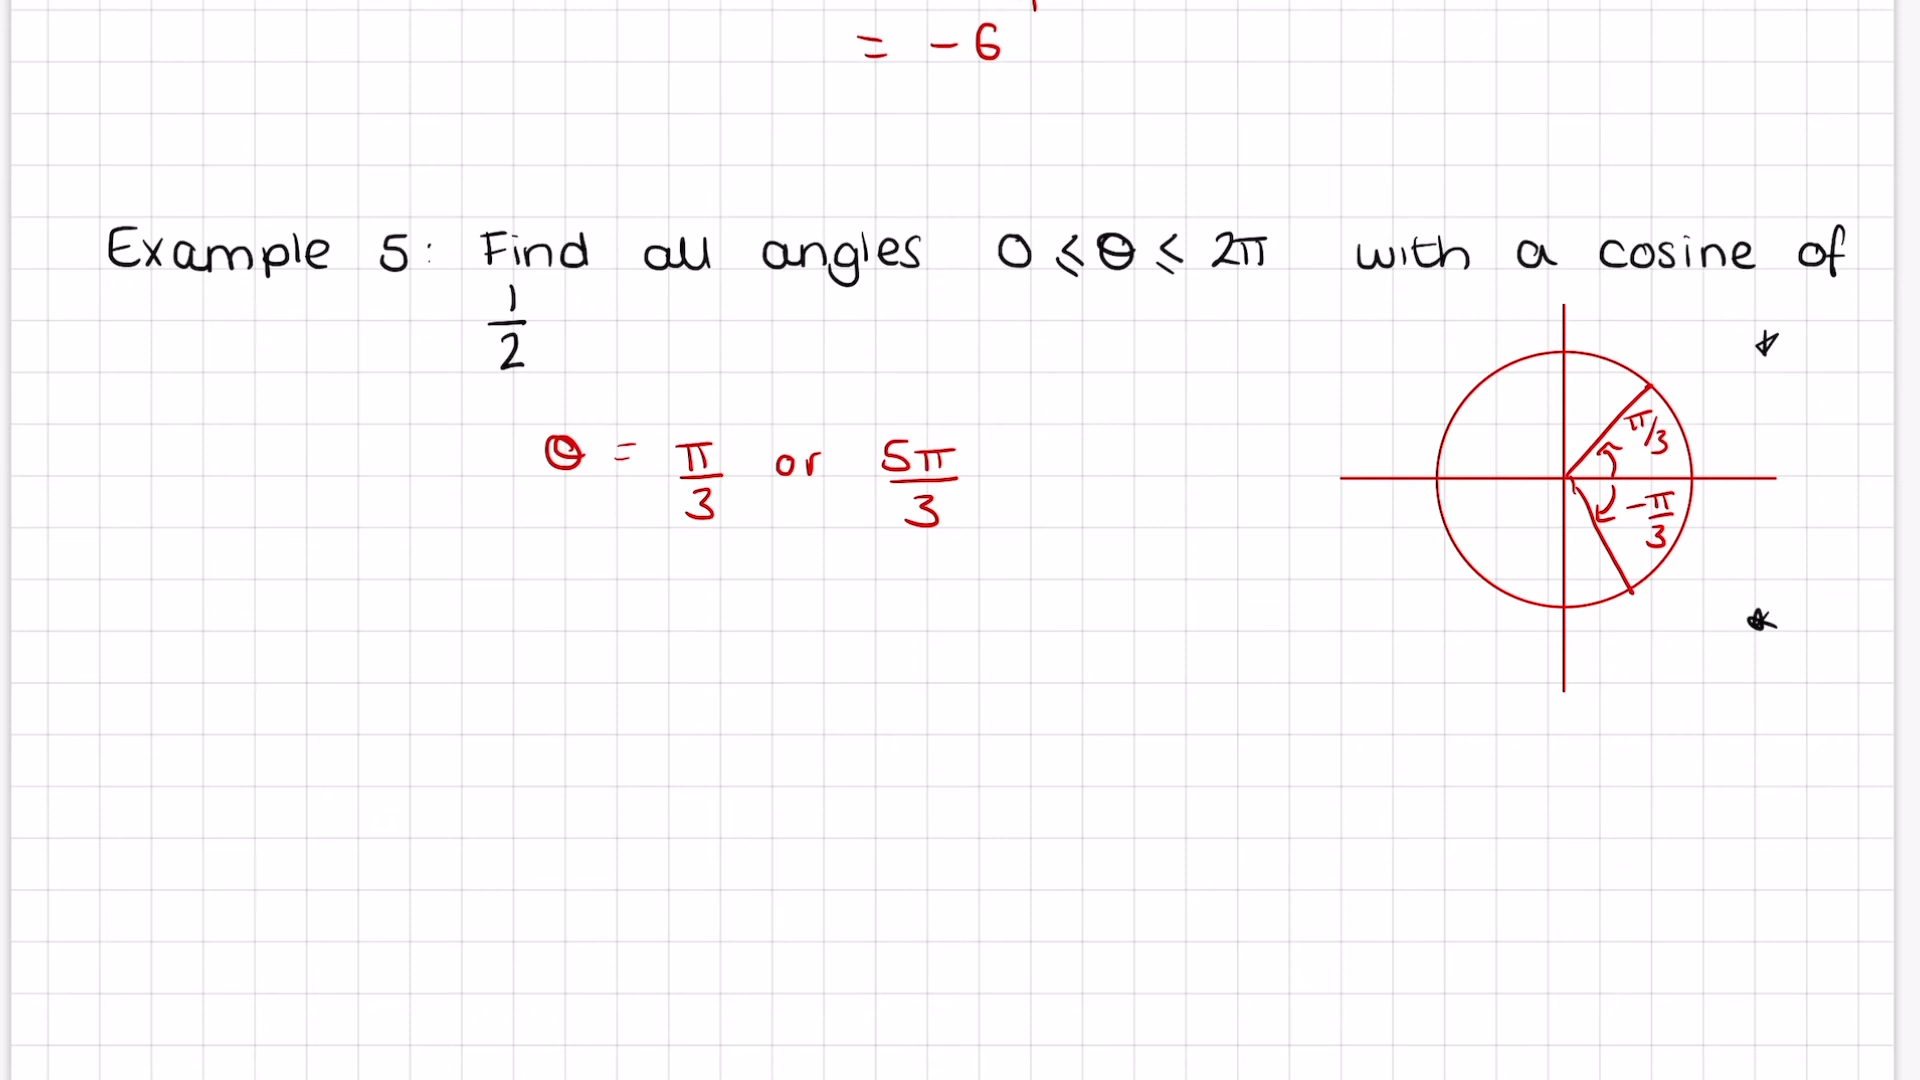 = -6
Example 5: Find all angles 0 ⩽ θ ⩽ 2π with a cosine of
1/2
θ = π/3 or 5π/3
π/3
-π/3